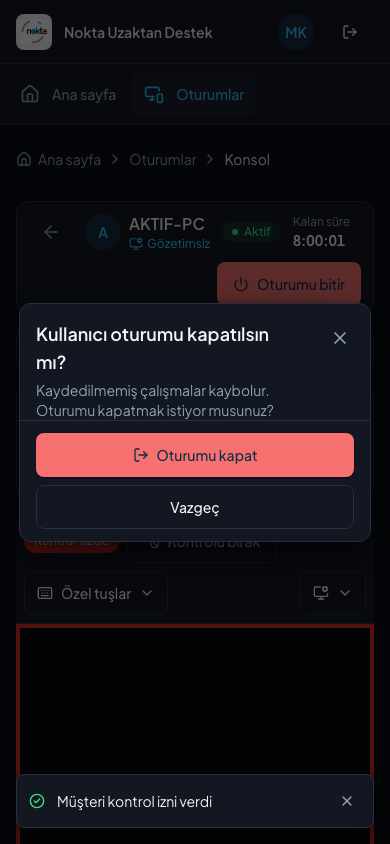 nokta
Nokta Uzaktan Destek
MK
Ana sayfa
Oturumlar
Ana sayfa > Oturumlar > Konsol
A
AKTIF-PC
Gözetimsiz
Aktif
Kalan süre
8:00:01
Oturumu bitir
Kullanıcı oturumu kapatılsın
mı?
Kaydedilmemiş çalışmalar kaybolur.
Oturumu kapatmak istiyor musunuz?
Oturumu kapat
Vazgeç
Kontrol sizde
Kontrolü bırak
Özel tuşlar
Müşteri kontrol izni verdi